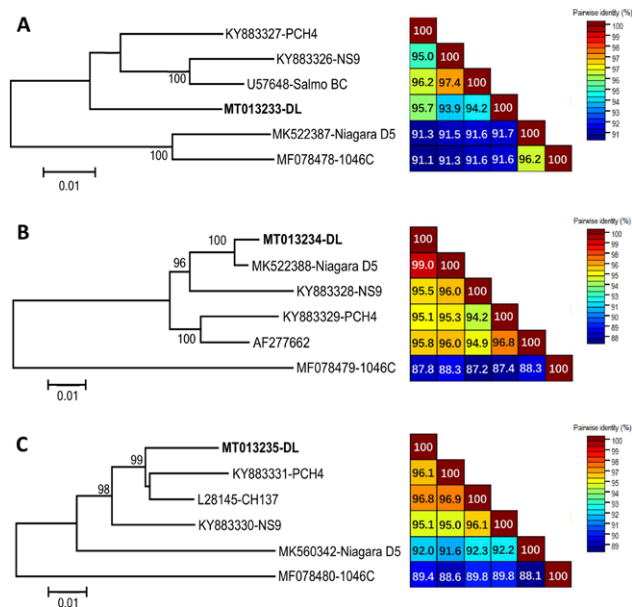 A
KY883327-PCH4
KY883326-NS9
100
U57648-Salmo BC
MT013233-DL
MK522387-Niagara D5
100
MF078478-1046C
0.01
100
95.0 100
96.2 97.4 100
95.7 93.9 94.2 100
91.3 91.5 91.6 91.7 100
91.1 91.6 91.6 91.6 96.2 100
Pairwise identity (%)
100
99
98
97
96
95
94
93
92
91
B
100 MT013234-DL
96 MK522388-Niagara D5
KY883328-NS9
KY883329-PCH4
100 AF277662
MF078479-1046C
0.01
100
99.0 100
95.5 96.0 100
95.1 95.3 94.2 100
95.8 96.0 94.9 96.8 100
87.8 88.3 87.2 87.4 88.3 100
Pairwise identity (%)
100
99
98
97
96
95
94
93
92
91
90
89
88
C
MT013235-DL
99
KY883331-PCH4
98
L28145-CH137
KY883330-NS9
MK560342-Niagara D5
MF078480-1046C
0.01
100
96.1 100
96.8 96.9 100
95.1 95.0 96.1 100
92.0 91.6 92.3 92.2 100
89.4 88.6 89.8 89.8 88.1 100
Pairwise identity (%)
100
99
98
97
96
95
94
93
92
91
90
89